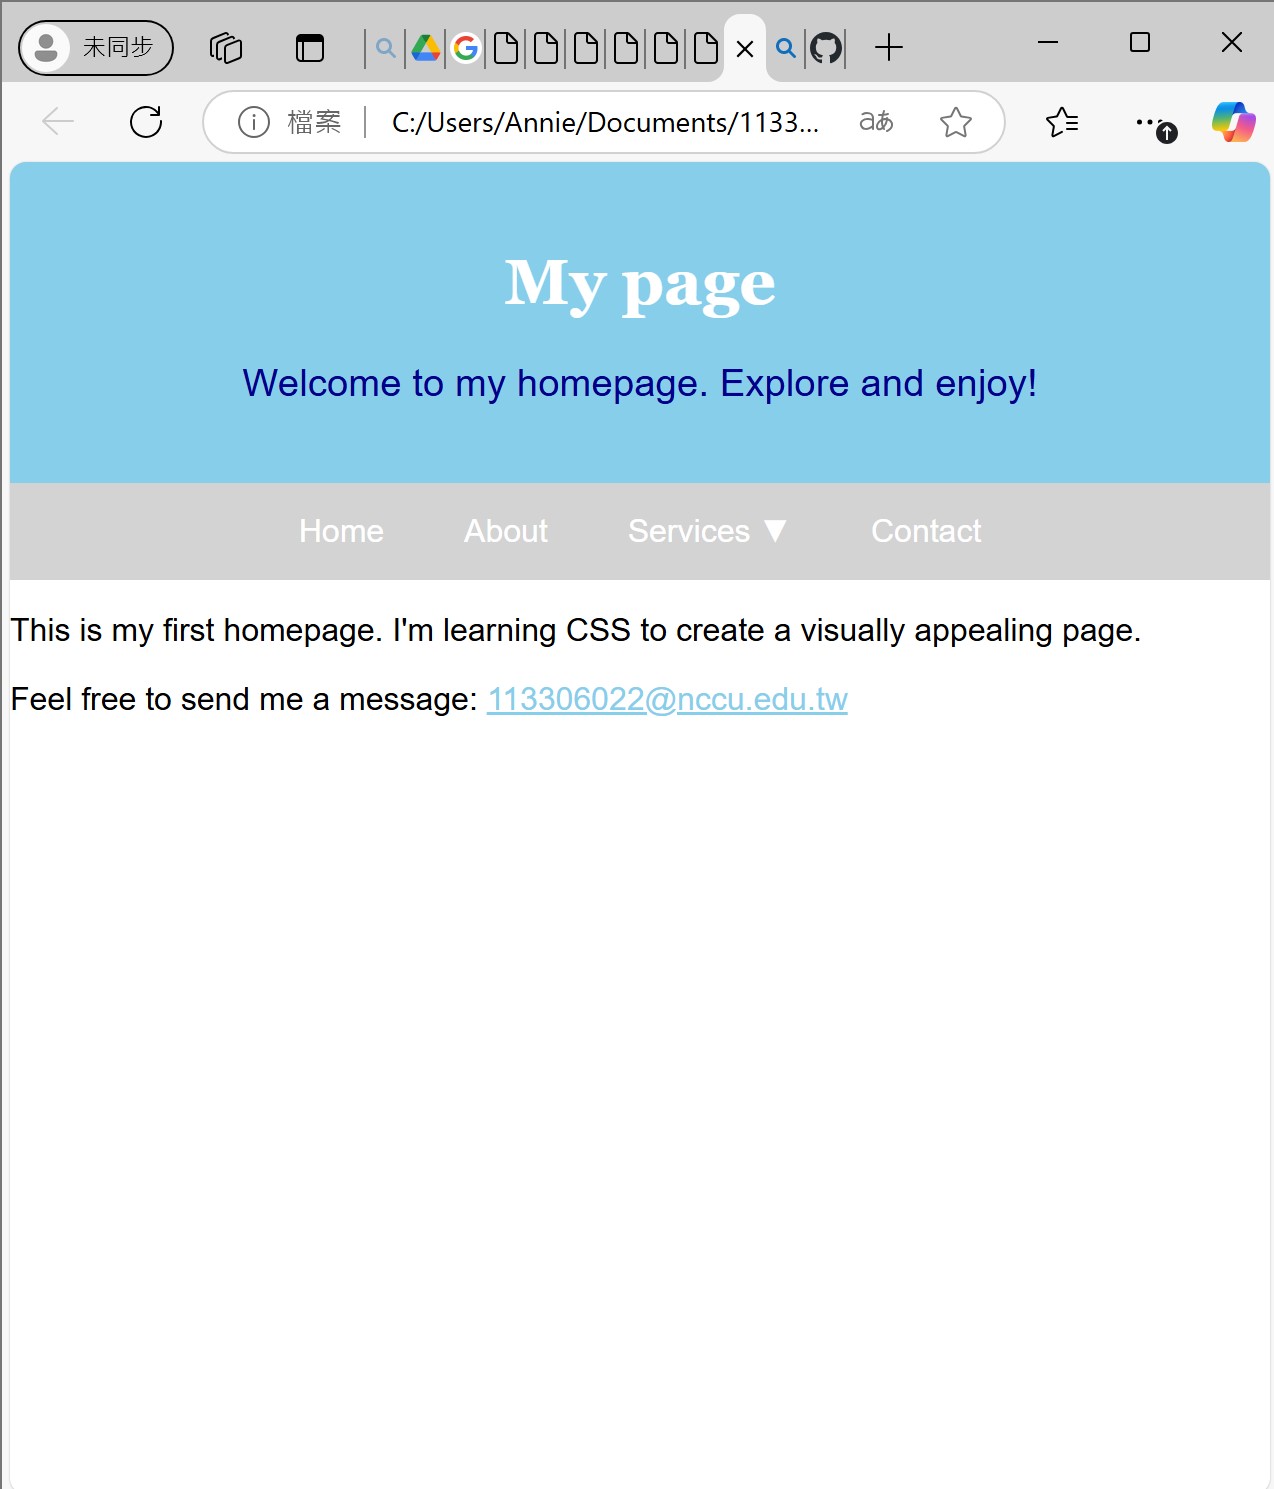 未同步
檔案 C:/Users/Annie/Documents/1133... aあ
My page
Welcome to my homepage. Explore and enjoy!
Home About Services ▼ Contact
This is my first homepage. I'm learning CSS to create a visually appealing page.
Feel free to send me a message: 113306022@nccu.edu.tw